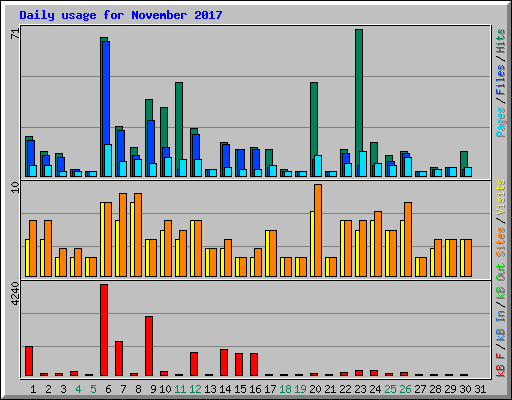 Daily usage for November 2017
71
Pages / Files / Hits
10
Sites / Visits
4240
kB F / kB In / kB Out
1 2 3 4 5 6 7 8 9 10 11 12 13 14 15 16 17 18 19 20 21 22 23 24 25 26 27 28 29 30 31